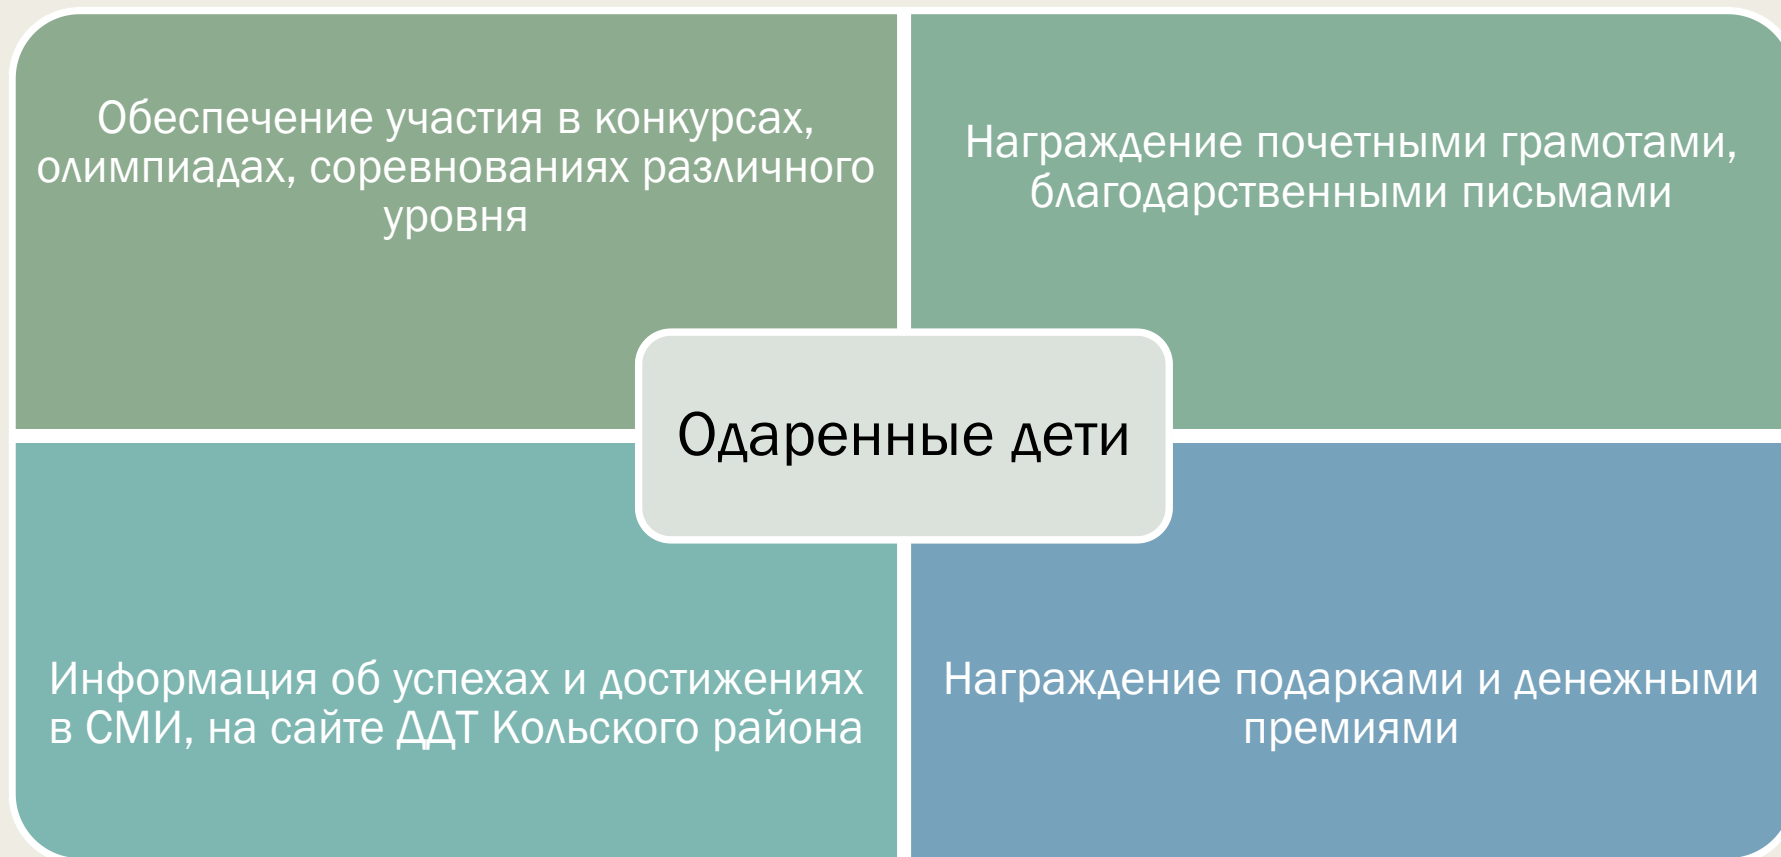 Обеспечение участия в конкурсах,
олимпиадах, соревнованиях различного
уровня
Награждение почетными грамотами,
благодарственными письмами
Одаренные дети
Информация об успехах и достижениях
в СМИ, на сайте ДДТ Кольского района
Награждение подарками и денежными
премиями